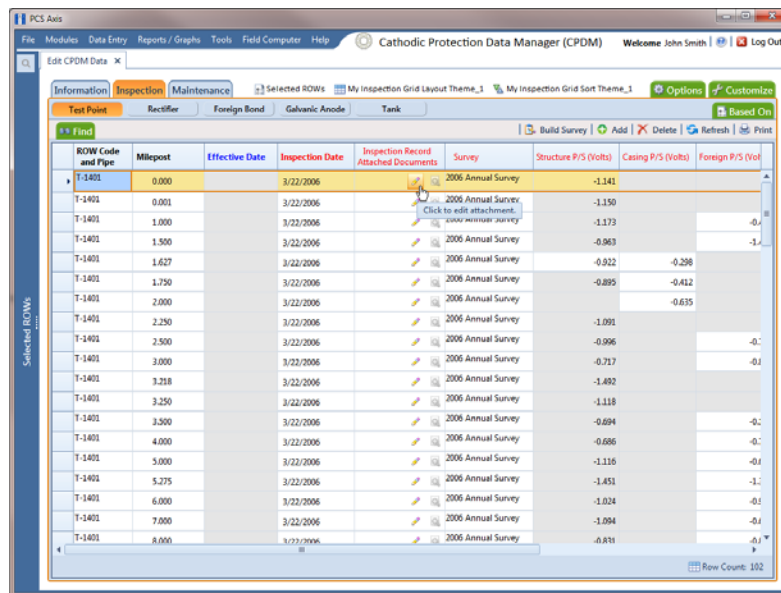 PCS Axis
File Modules Data Entry Reports / Graphs Tools Field Computer Help Cathodic Protection Data Manager (CPDM) Welcome John Smith Log Out
Edit CPDM Data
Information Inspection Maintenance Selected ROWs My Inspection Grid Layout Theme_1 My Inspection Grid Sort Theme_1 Options Customize
Test Point Rectifier Foreign Bond Galvanic Anode Tank Based On
Find Build Survey Add Delete Refresh Print
ROW Code and Pipe Milepost Effective Date Inspection Date Inspection Record Attached Documents Survey Structure P/S (Volts) Casing P/S (Volts) Foreign P/S
T-1401 0.000 3/22/2006 2006 Annual Survey -1.141
T-1401 0.001 3/22/2006 2006 Annual Survey -1.150
Click to edit attachment.
T-1401 1.000 3/22/2006 2006 Annual Survey -1.173
T-1401 1.500 3/22/2006 2006 Annual Survey -0.963
T-1401 1.627 3/22/2006 2006 Annual Survey -0.922 -0.298
T-1401 1.750 3/22/2006 2006 Annual Survey -0.895 -0.412
T-1401 2.000 3/22/2006 2006 Annual Survey -0.635
T-1401 2.250 3/22/2006 2006 Annual Survey -1.091
T-1401 2.500 3/22/2006 2006 Annual Survey -0.996
T-1401 3.000 3/22/2006 2006 Annual Survey -0.717
T-1401 3.218 3/22/2006 2006 Annual Survey -1.492
T-1401 3.250 3/22/2006 2006 Annual Survey -1.118
T-1401 3.500 3/22/2006 2006 Annual Survey -0.694
T-1401 4.000 3/22/2006 2006 Annual Survey -0.686
T-1401 5.000 3/22/2006 2006 Annual Survey -1.116
T-1401 5.275 3/22/2006 2006 Annual Survey -1.451
T-1401 6.000 3/22/2006 2006 Annual Survey -1.024
T-1401 7.000 3/22/2006 2006 Annual Survey -1.094
T-1401 8.000 3/22/2006 2006 Annual Survey -0.831
Selected ROWs
Row Count: 102